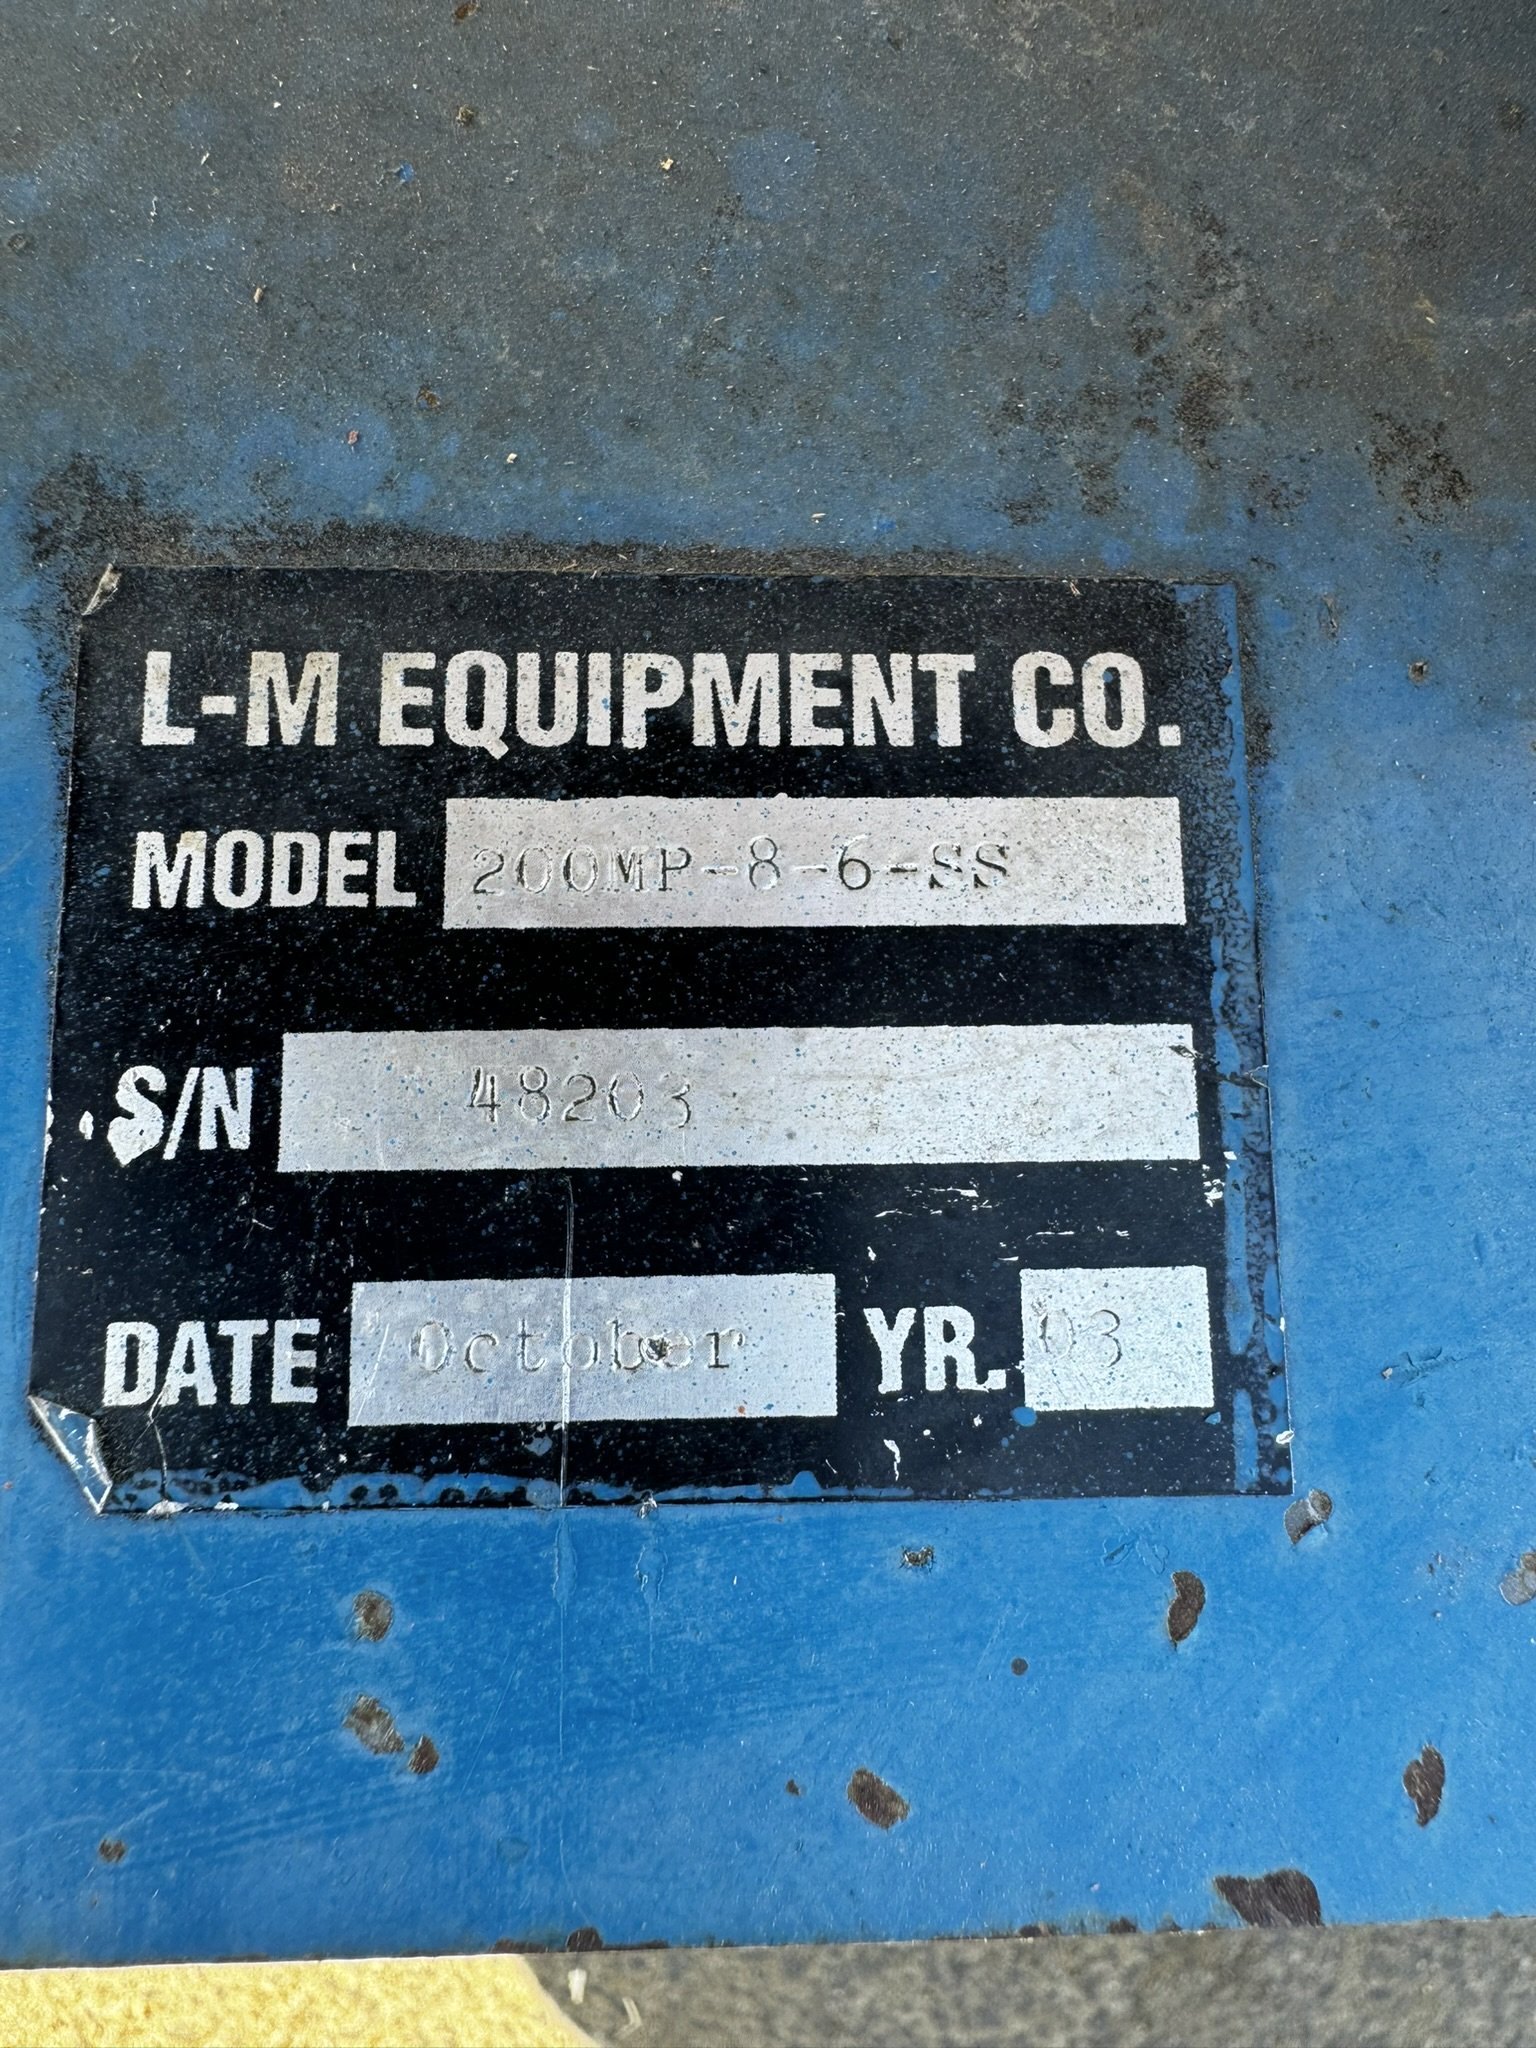 L-M EQUIPMENT CO.
MODEL 200MP-8-6-SS
S/N 48203
DATE October YR. 03